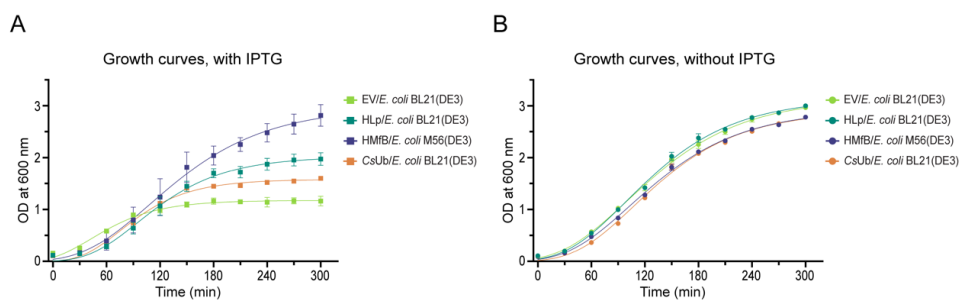 A
Growth curves, with IPTG
OD at 600 nm
3
2
1
0
0 60 120 180 240 300
Time (min)
EV/E. coli BL21(DE3)
HLp/E. coli BL21(DE3)
HMfB/E. coli M56(DE3)
CsUb/E. coli BL21(DE3)
B
Growth curves, without IPTG
OD at 600 nm
3
2
1
0
0 60 120 180 240 300
Time (min)
EV/E. coli BL21(DE3)
HLp/E. coli BL21(DE3)
HMfB/E. coli M56(DE3)
CsUb/E. coli BL21(DE3)